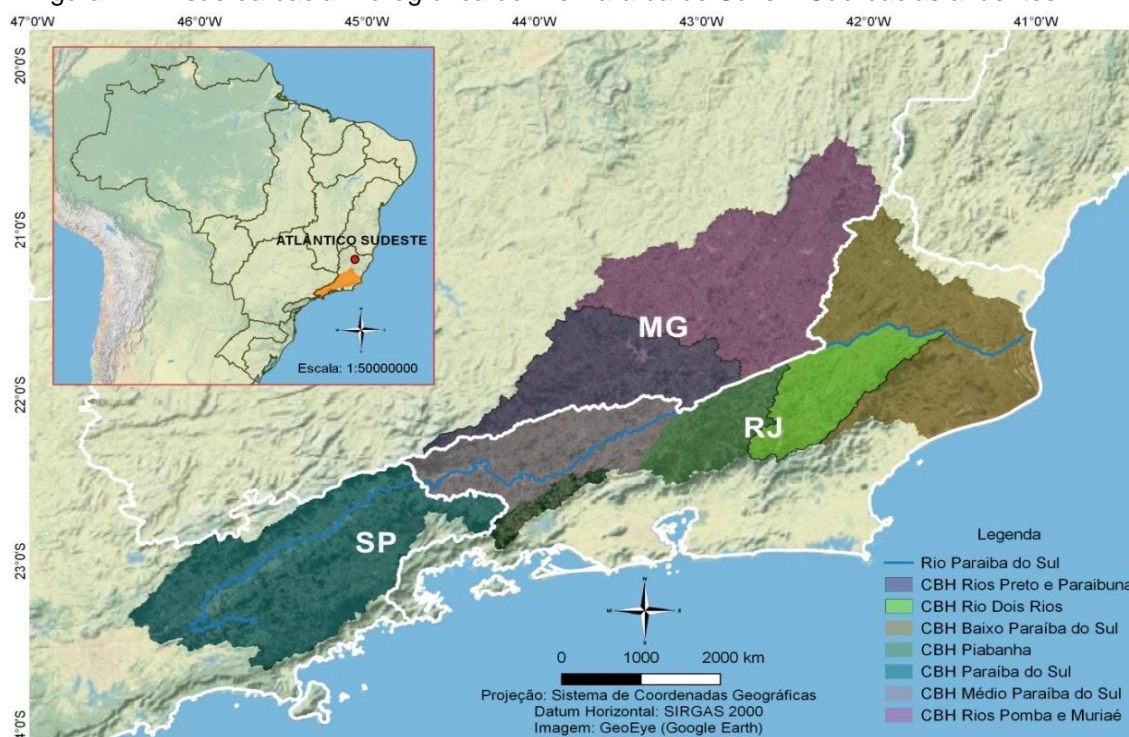 47°0'W 46°0'W 45°0'W 44°0'W 43°0'W 42°0'W 41°0'W
20°0'S
21°0'S
22°0'S
23°0'S
4°0'S
ATLÂNTICO SUDESTE
Escala: 1:50000000
MG
RJ
SP
0 1000 2000 km
Projeção: Sistema de Coordenadas Geográficas
Datum Horizontal: SIRGAS 2000
Imagem: GeoEye (Google Earth)
Legenda
Rio Paraiba do Sul
CBH Rios Preto e Paraibuna
CBH Rio Dois Rios
CBH Baixo Paraíba do Sul
CBH Piabanha
CBH Paraíba do Sul
CBH Médio Paraíba do Sul
CBH Rios Pomba e Muriaé